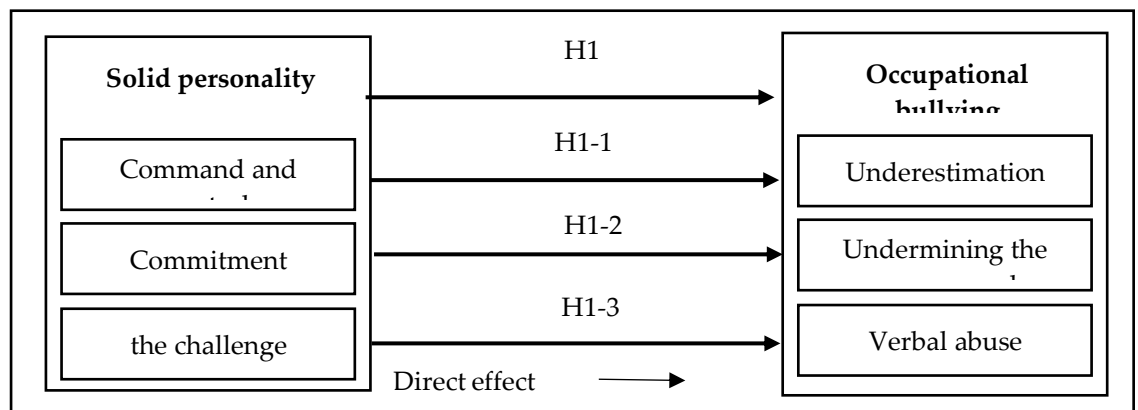 H1
Solid personality
Occupational
bullying
H1-1
Command and
Underestimation
H1-2
Commitment
Undermining the
H1-3
the challenge
Verbal abuse
Direct effect